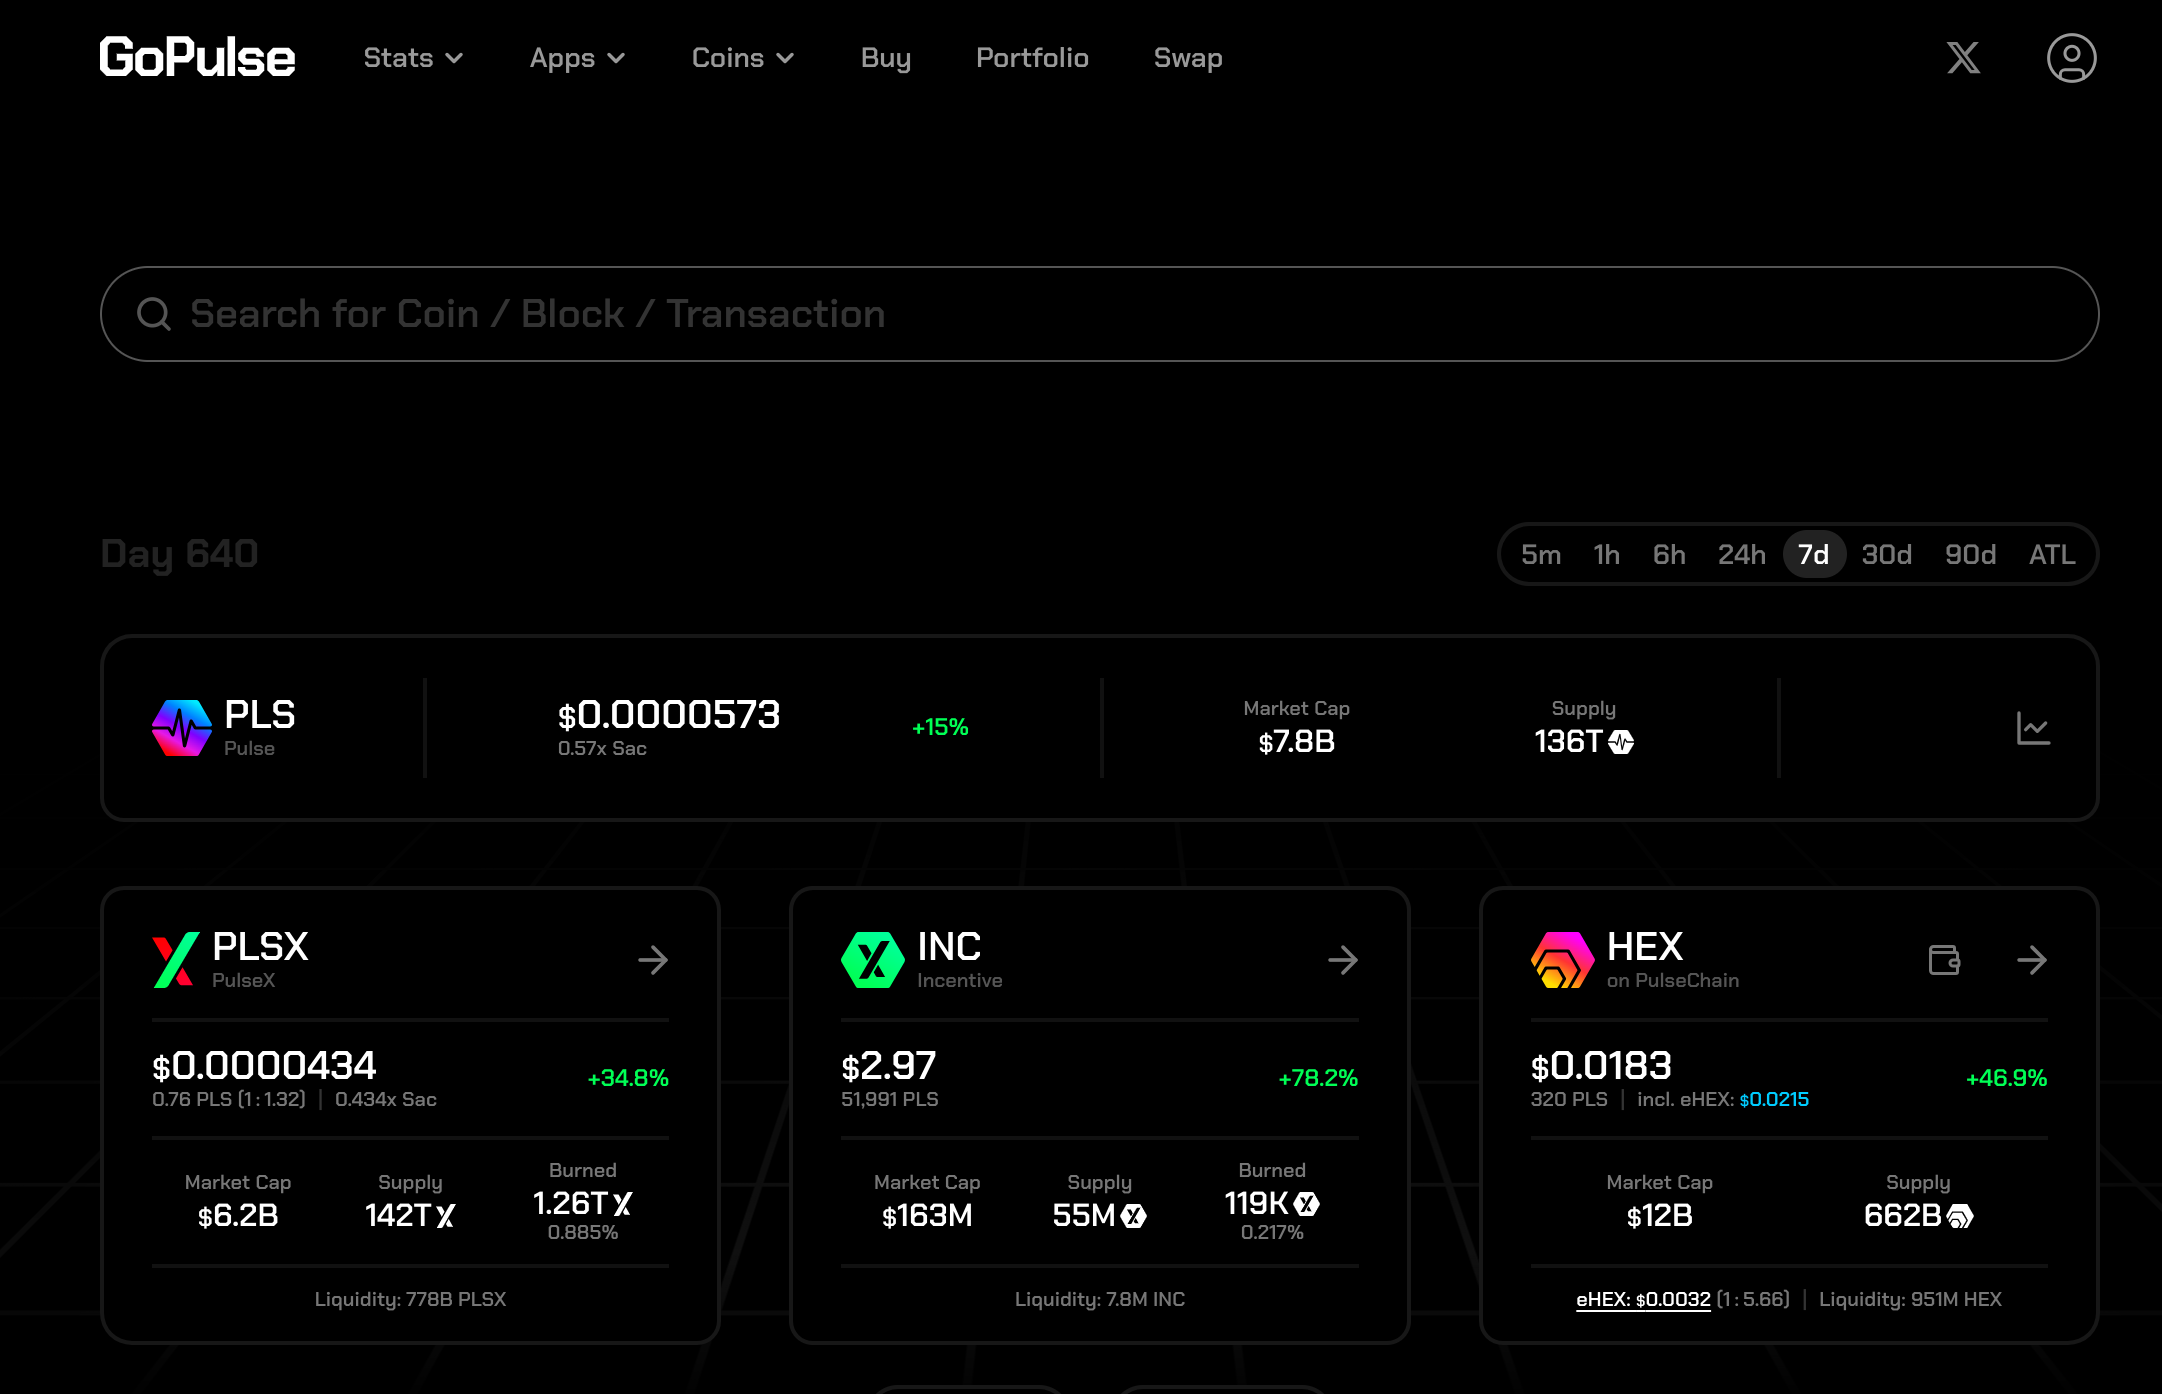 GoPulse Stats Apps Coins Buy Portfolio Swap
Search for Coin / Block / Transaction
Day 640
5m 1h 6h 24h 7d 30d 90d ATL
PLS
Pulse
$0.0000573
0.57x Sac
+15%
Market Cap
$7.8B
Supply
136T
PLSX
PulseX
$0.0000434
0.76 PLS (1 : 1.32) | 0.434x Sac
+34.8%
Market Cap
$6.2B
Supply
142T
Burned
1.26T
0.885%
Liquidity: 778B PLSX
INC
Incentive
$2.97
51,991 PLS
+78.2%
Market Cap
$163M
Supply
55M
Burned
119K
0.217%
Liquidity: 7.8M INC
HEX
on PulseChain
$0.0183
320 PLS | incl. eHEX: $0.0215
+46.9%
Market Cap
$12B
Supply
662B
eHEX: $0.0032 (1 : 5.66) | Liquidity: 951M HEX